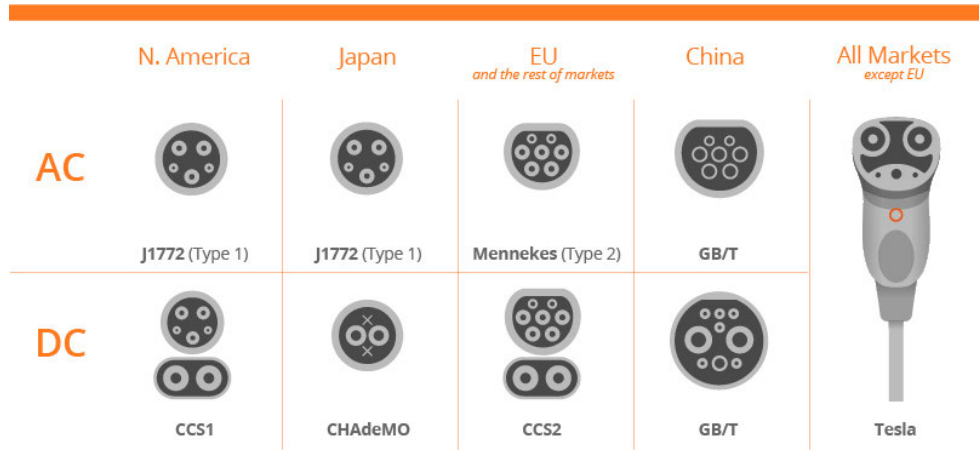 N. America
Japan
EU
and the rest of markets
China
All Markets
except EU
AC
J1772 (Type 1)
J1772 (Type 1)
Mennekes (Type 2)
GB/T
DC
CCS1
CHAdeMO
CCS2
GB/T
Tesla